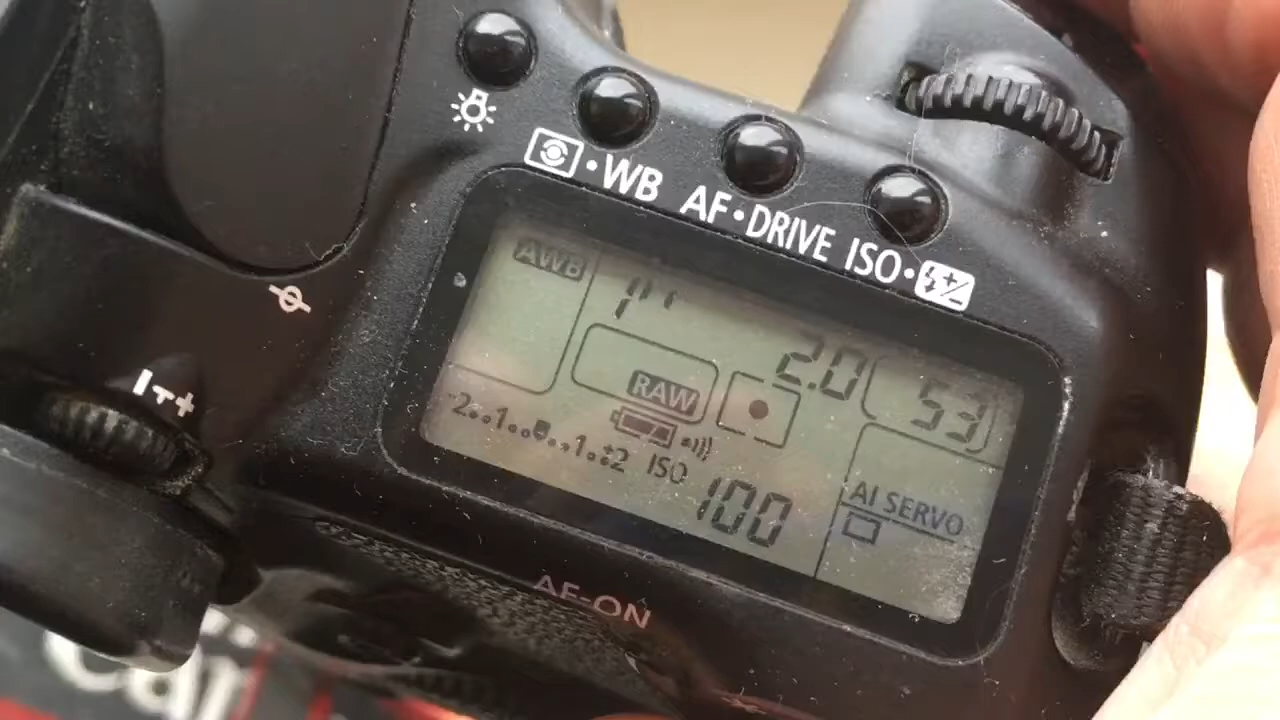 WB AF•DRIVE ISO•
AWB 1" 2.0 53
RAW
-2..1..0..1.:2 ISO 100
AI SERVO
AF-ON
Can